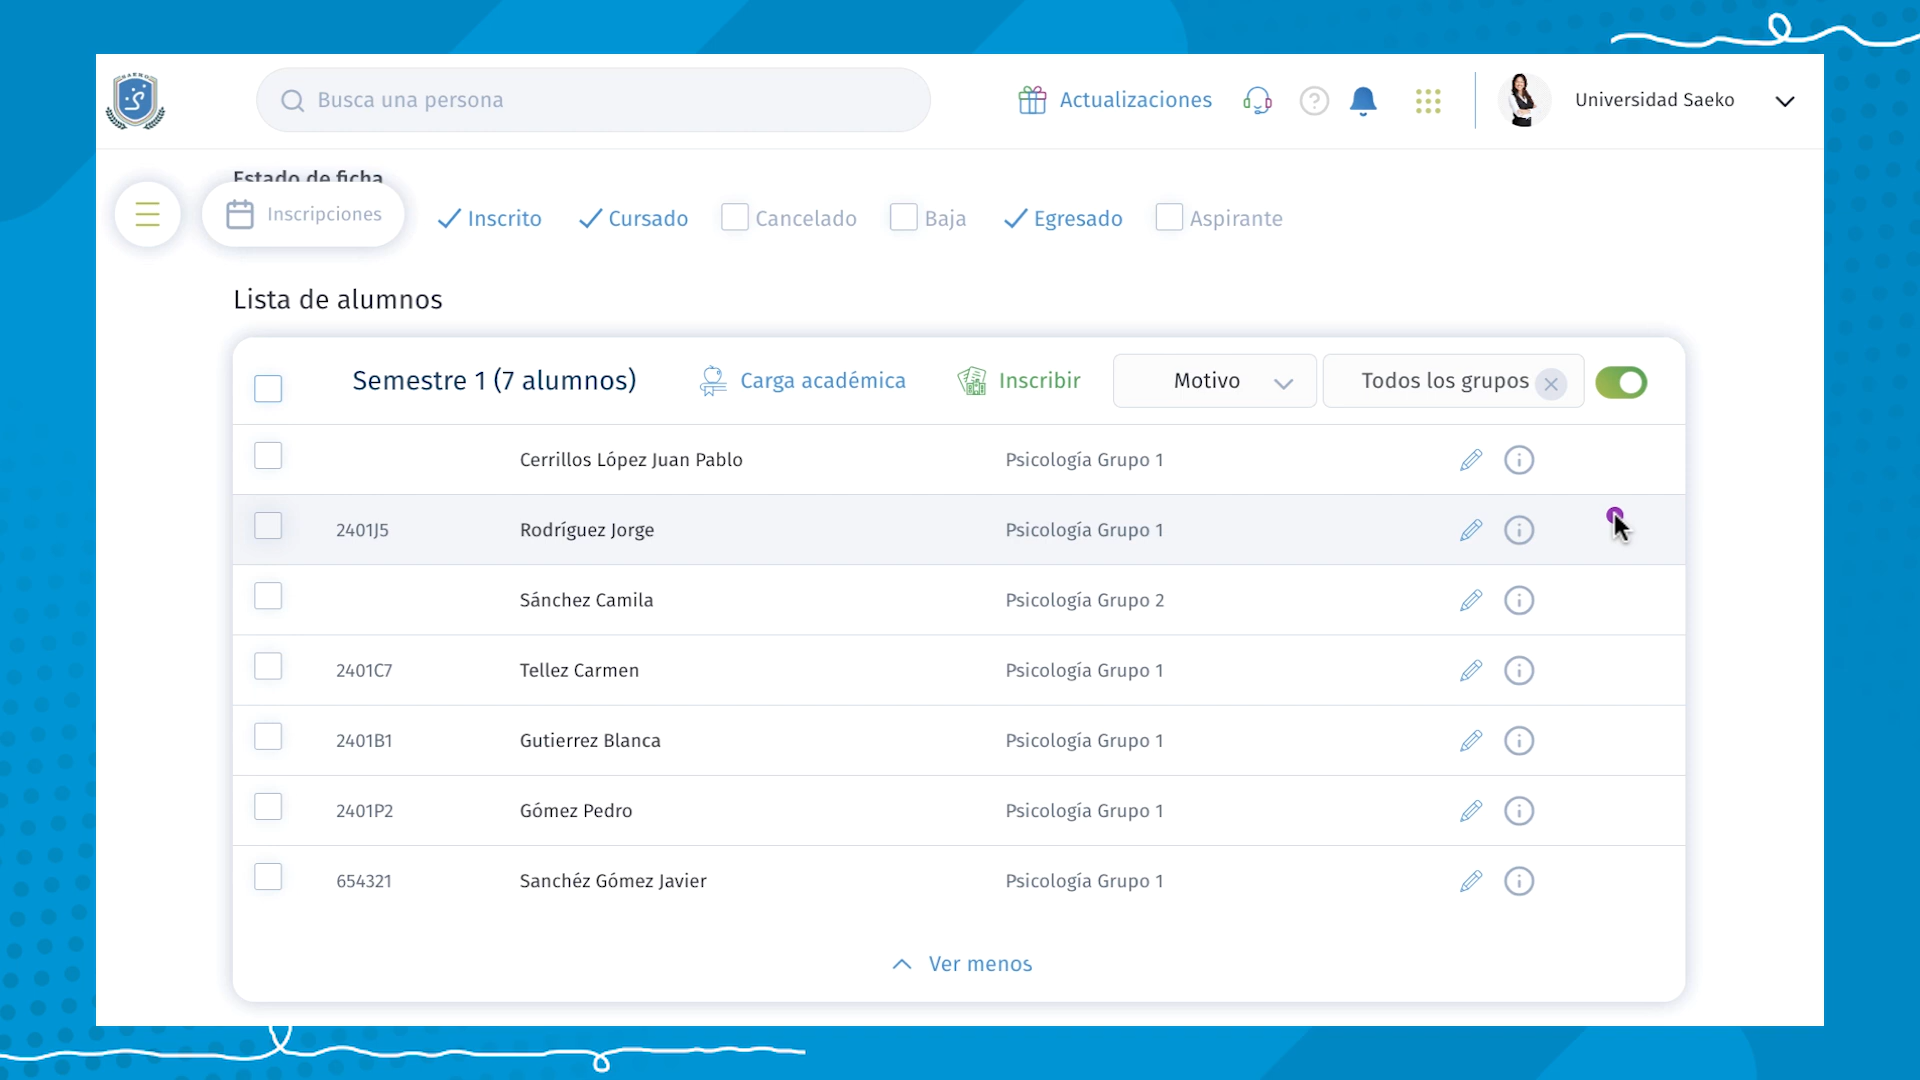 SAEKO
Busca una persona
Actualizaciones
Universidad Saeko
Estado de ficha
Inscripciones
Inscrito
Cursado
Cancelado
Baja
Egresado
Aspirante
Lista de alumnos
Semestre 1 (7 alumnos)
Carga académica
Inscribir
Motivo
Todos los grupos
Cerrillos López Juan Pablo Psicología Grupo 1
2401J5 Rodríguez Jorge Psicología Grupo 1
Sánchez Camila Psicología Grupo 2
2401C7 Tellez Carmen Psicología Grupo 1
2401B1 Gutierrez Blanca Psicología Grupo 1
2401P2 Gómez Pedro Psicología Grupo 1
654321 Sanchéz Gómez Javier Psicología Grupo 1
Ver menos